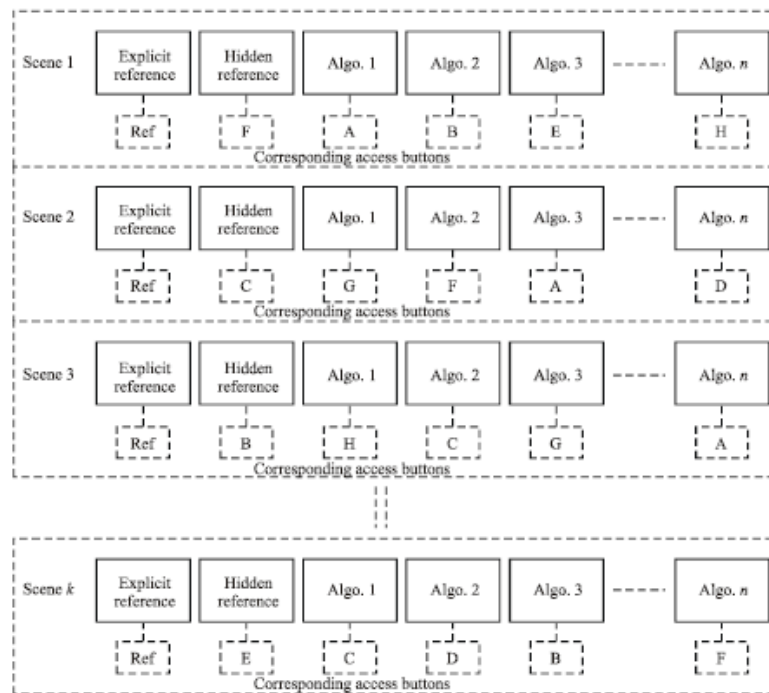 Scene 1
Explicit reference
Hidden reference
Algo. 1
Algo. 2
Algo. 3
Algo. n
Ref
F
A
B
E
H
Corresponding access buttons
Scene 2
Explicit reference
Hidden reference
Algo. 1
Algo. 2
Algo. 3
Algo. n
Ref
C
G
F
A
D
Corresponding access buttons
Scene 3
Explicit reference
Hidden reference
Algo. 1
Algo. 2
Algo. 3
Algo. n
Ref
B
H
C
G
A
Corresponding access buttons
Scene k
Explicit reference
Hidden reference
Algo. 1
Algo. 2
Algo. 3
Algo. n
Ref
E
C
D
B
F
Corresponding access buttons